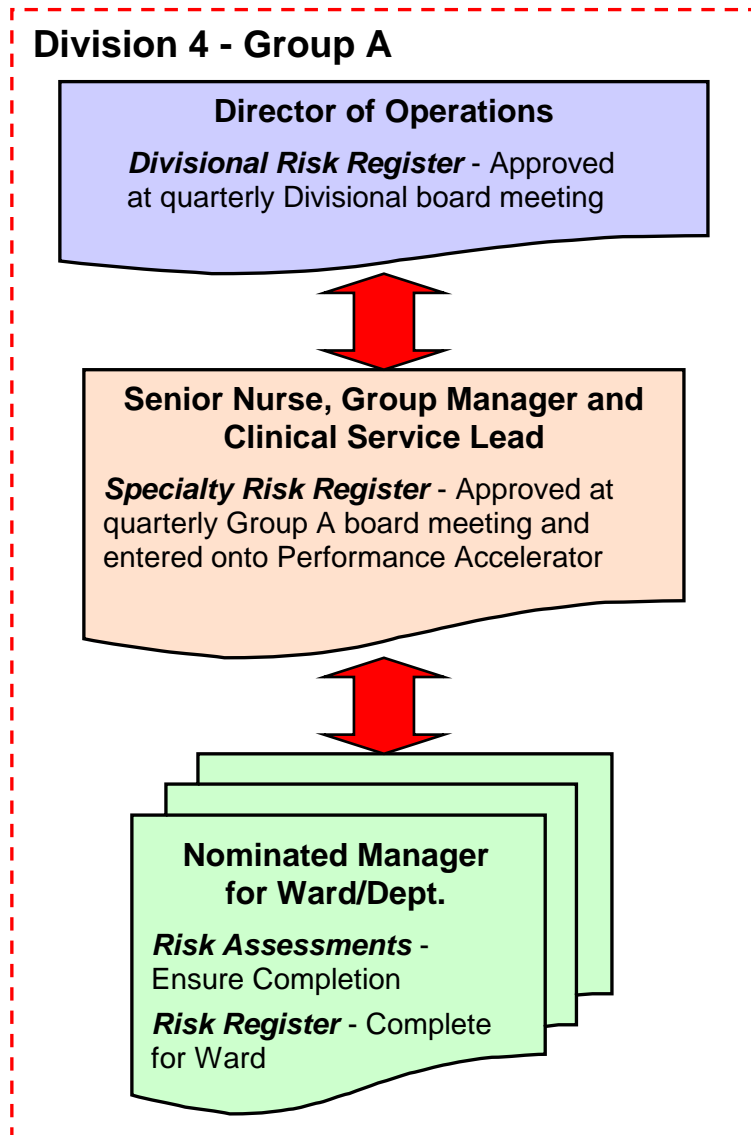 Division 4 - Group A
Director of Operations
Divisional Risk Register - Approved
at quarterly Divisional board meeting
Senior Nurse, Group Manager and
Clinical Service Lead
Specialty Risk Register - Approved at
quarterly Group A board meeting and
entered onto Performance Accelerator
Nominated Manager
for Ward/Dept.
Risk Assessments -
Ensure Completion
Risk Register - Complete
for Ward